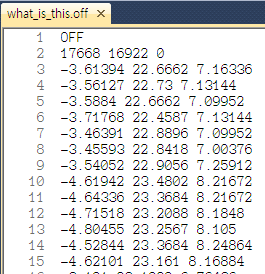 what_is_this.off ×
1 OFF
2 17668 16922 0
3 -3.61394 22.6662 7.16336
4 -3.56127 22.73 7.13144
5 -3.5884 22.6662 7.09952
6 -3.71768 22.4587 7.13144
7 -3.46391 22.8896 7.09952
8 -3.45593 22.8418 7.00376
9 -3.54052 22.9056 7.25912
10 -4.61942 23.4802 8.21672
11 -4.64336 23.3684 8.21672
12 -4.71518 23.2088 8.1848
13 -4.80455 23.2567 8.105
14 -4.52844 23.3684 8.24864
15 -4.62101 23.161 8.16884